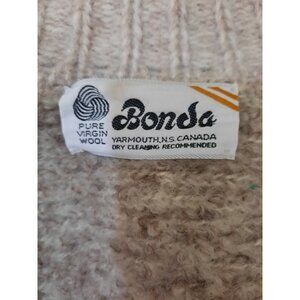 PURE
VIRGIN
WOOL
Bonda
YARMOUTH, N.S. CANADA
DRY CLEANING RECOMMENDED